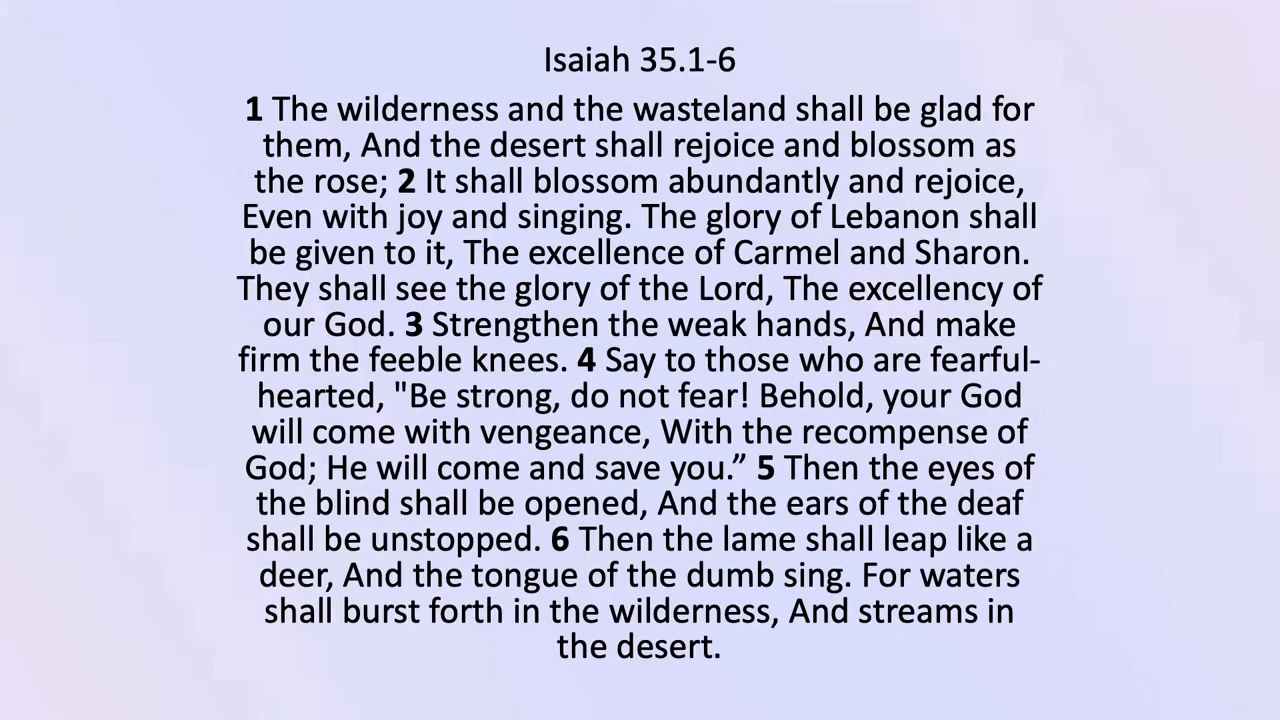 Isaiah 35.1-6
1 The wilderness and the wasteland shall be glad for
them, And the desert shall rejoice and blossom as
the rose; 2 It shall blossom abundantly and rejoice,
Even with joy and singing. The glory of Lebanon shall
be given to it, The excellence of Carmel and Sharon.
They shall see the glory of the Lord, The excellency of
our God. 3 Strengthen the weak hands, And make
firm the feeble knees. 4 Say to those who are fearful-
hearted, "Be strong, do not fear! Behold, your God
will come with vengeance, With the recompense of
God; He will come and save you.” 5 Then the eyes of
the blind shall be opened, And the ears of the deaf
shall be unstopped. 6 Then the lame shall leap like a
deer, And the tongue of the dumb sing. For waters
shall burst forth in the wilderness, And streams in
the desert.